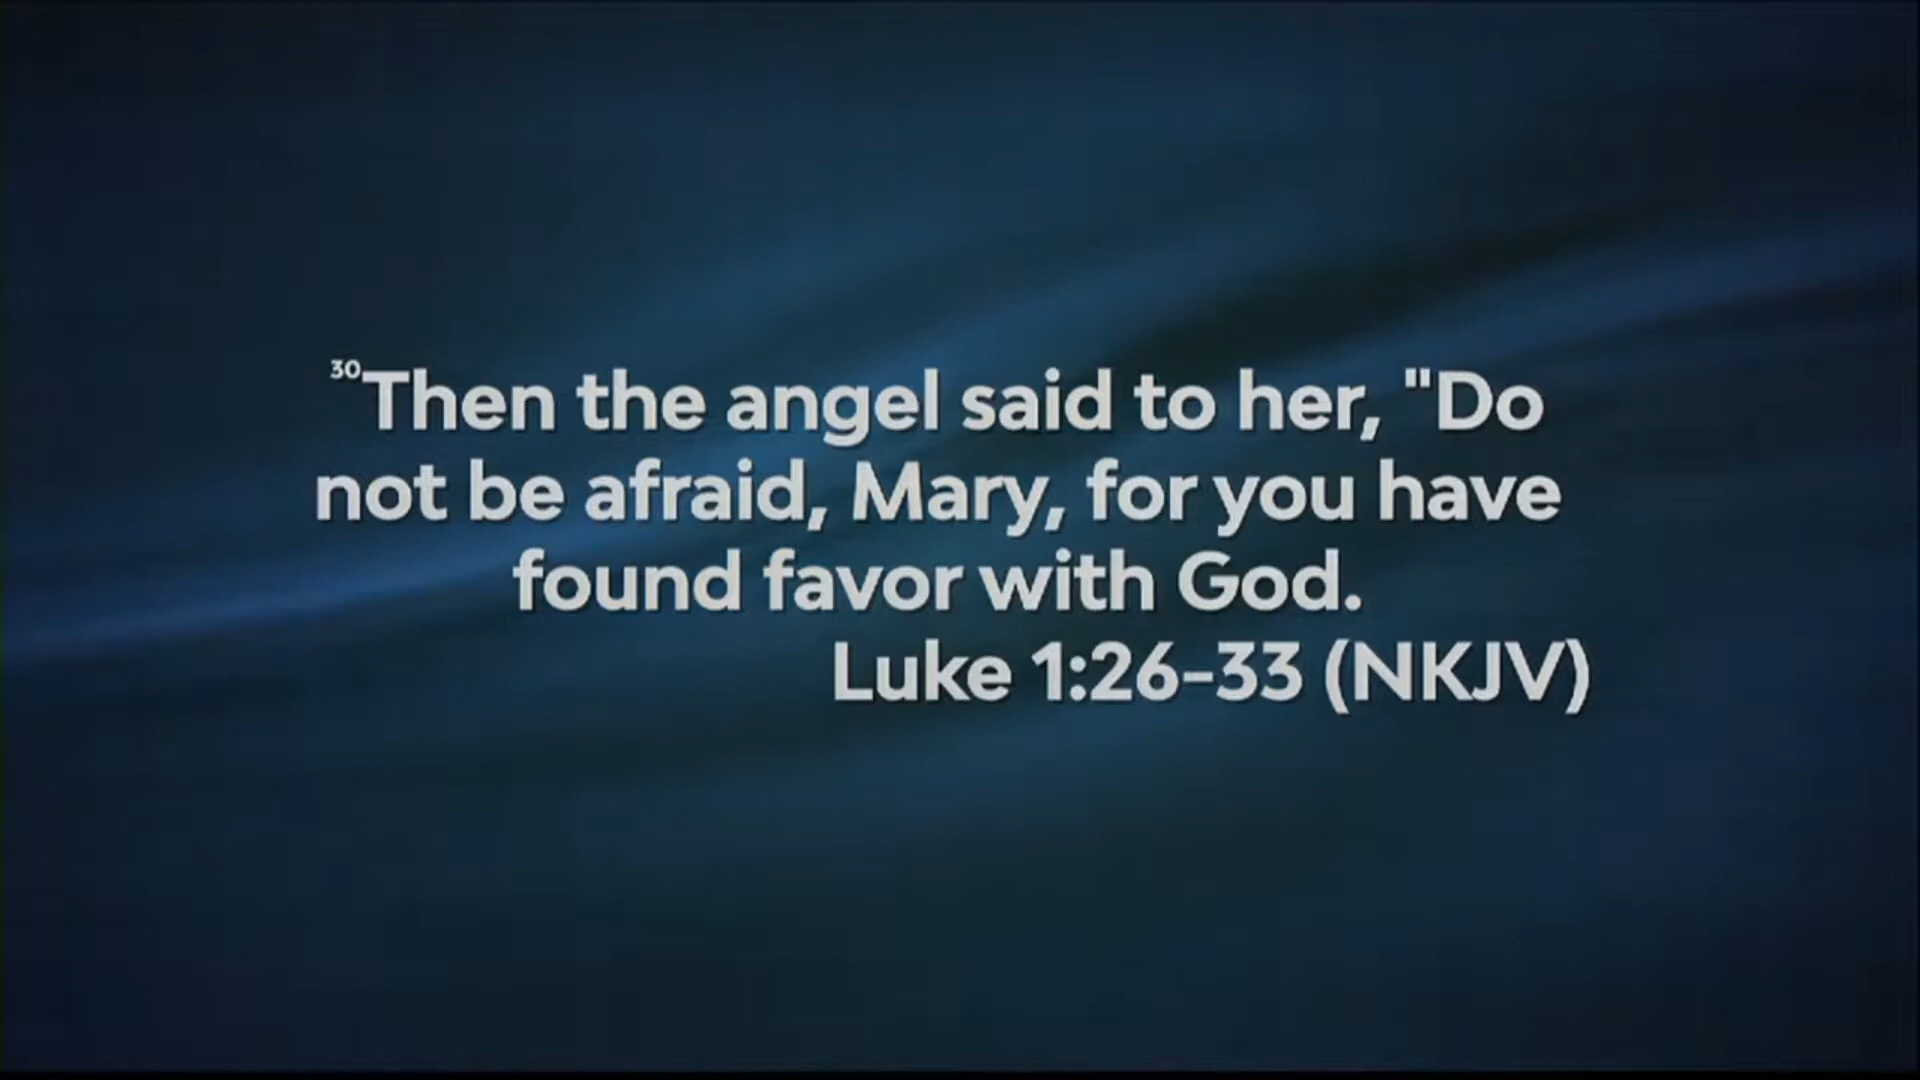 30Then the angel said to her, "Do
not be afraid, Mary, for you have
found favor with God.
Luke 1:26-33 (NKJV)